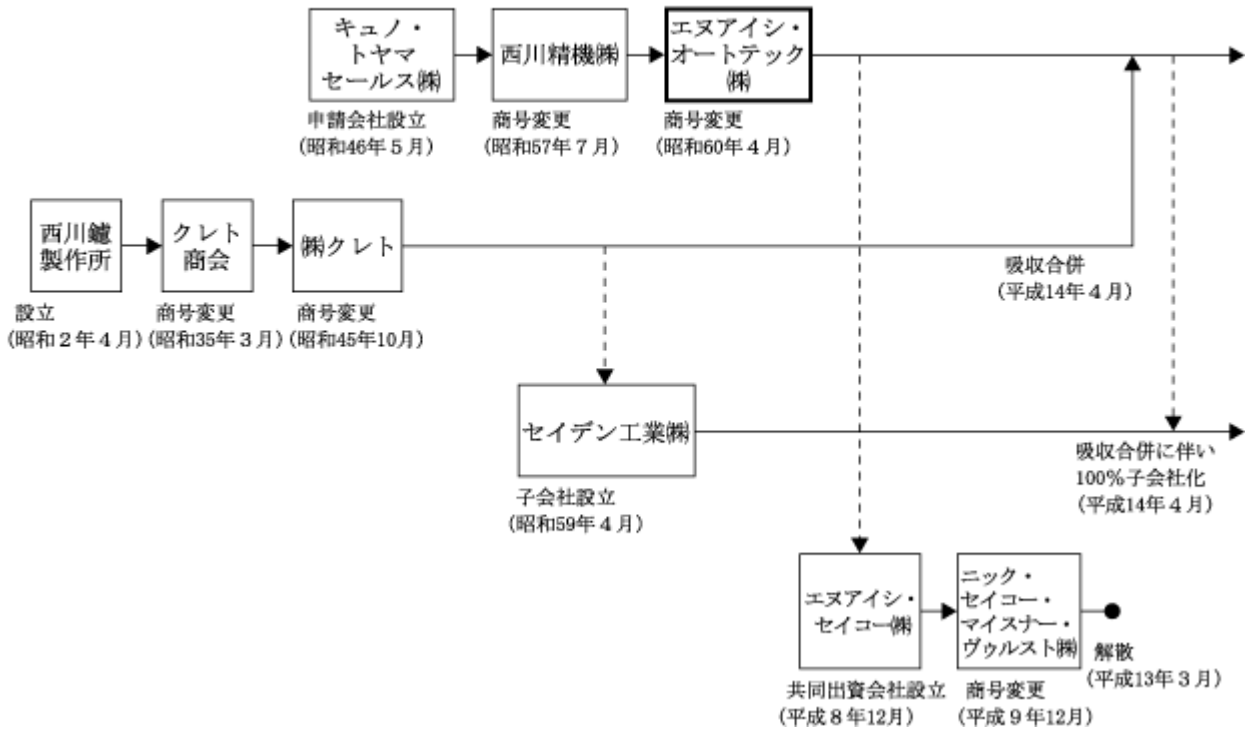 キュノ・
トヤマ
セールス㈱
申請会社設立
(昭和46年5月)
西川精機㈱
商号変更
(昭和57年7月)
エヌアイシ・
オートテック
㈱
商号変更
(昭和60年4月)
西川鑪
製作所
設立
(昭和2年4月)
クレト
商会
商号変更
(昭和35年3月)
㈱クレト
商号変更
(昭和45年10月)
吸収合併
(平成14年4月)
セイデン工業㈱
子会社設立
(昭和59年4月)
吸収合併に伴い
100%子会社化
(平成14年4月)
エヌアイシ・
セイコー㈱
共同出資会社設立
(平成8年12月)
ニック・
セイコー・
マイスナー・
ヴゥルスト㈱
商号変更
(平成9年12月)
解散
(平成13年3月)